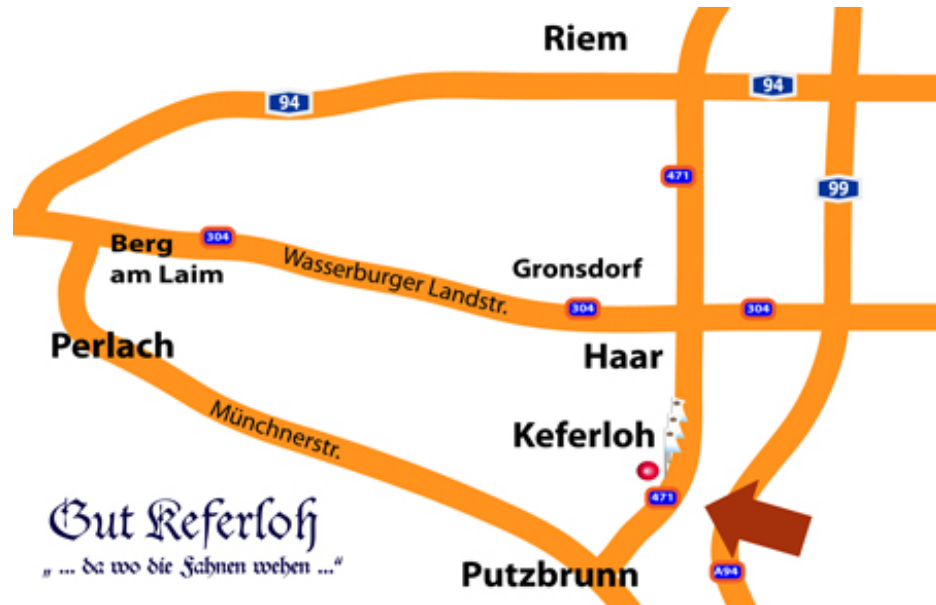 Riem
94
94
471
99
Berg
am Laim
304
Wasserburger Landstr.
Gronsdorf
304
304
Perlach
Haar
Münchnerstr.
Keferloh
471
Gut Keferloh
„ ... da wo die Fahnen wehen ...“
Putzbrunn
A94